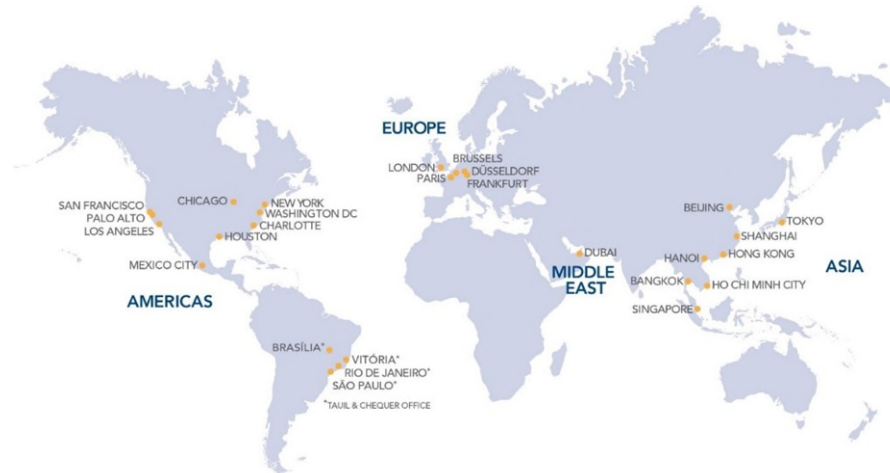 EUROPE
BRUSSELS
LONDON
DÜSSELDORF
PARIS
FRANKFURT
SAN FRANCISCO
CHICAGO
NEW YORK
PALO ALTO
WASHINGTON DC
LOS ANGELES
CHARLOTTE
HOUSTON
MEXICO CITY
AMERICAS
BEIJING
TOKYO
SHANGHAI
DUBAI
HANOI
HONG KONG
MIDDLE
EAST
ASIA
BANGKOK
HO CHI MINH CITY
SINGAPORE
BRASÍLIA*
VITÓRIA*
RIO DE JANEIRO*
SÃO PAULO*
*TAUIL & CHEQUER OFFICE